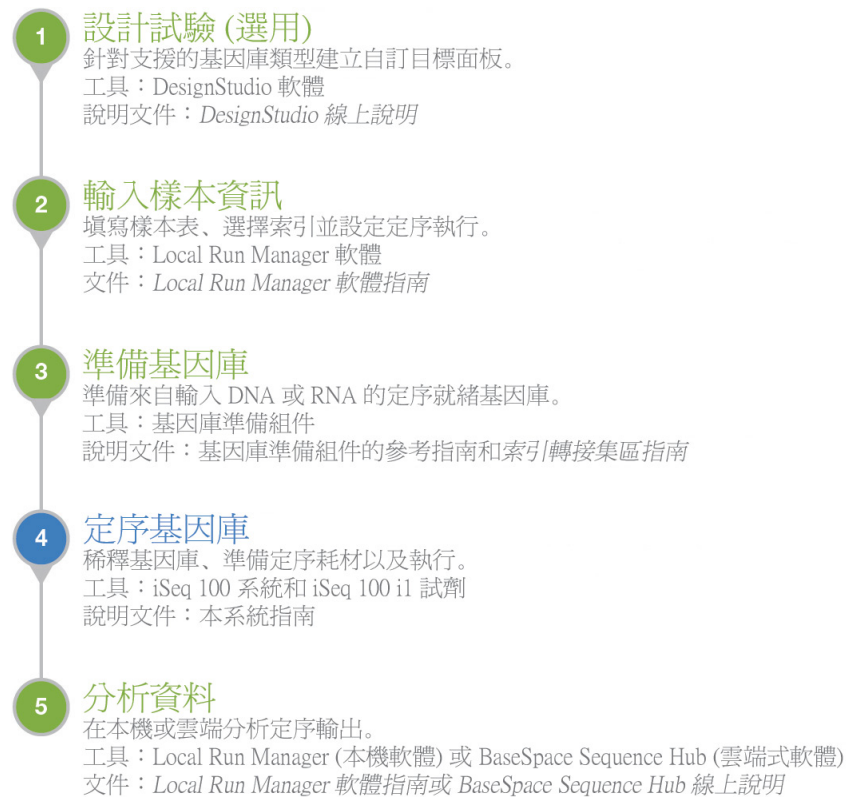 1
設計試驗 (選用)
針對支援的基因庫類型建立自訂目標面板。
工具：DesignStudio 軟體
說明文件：DesignStudio 線上說明
2
輸入樣本資訊
填寫樣本表、選擇索引並設定定序執行。
工具：Local Run Manager 軟體
文件：Local Run Manager 軟體指南
3
準備基因庫
準備來自輸入 DNA 或 RNA 的定序就緒基因庫。
工具：基因庫準備組件
說明文件：基因庫準備組件的參考指南和索引轉接集區指南
4
定序基因庫
稀釋基因庫、準備定序耗材以及執行。
工具：iSeq 100 系統和 iSeq 100 i1 試劑
說明文件：本系統指南
5
分析資料
在本機或雲端分析定序輸出。
工具：Local Run Manager (本機軟體) 或 BaseSpace Sequence Hub (雲端式軟體)
文件：Local Run Manager 軟體指南或 BaseSpace Sequence Hub 線上說明